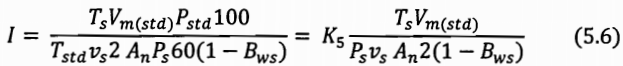 I = \frac{T_s V_{m(std)} P_{std} 100}{T_{std} v_s 2 A_n P_s 60 (1 - B_{ws})} = K_5 \frac{T_s V_{m(std)}}{P_s v_s A_n 2 (1 - B_{ws})} (5.6)